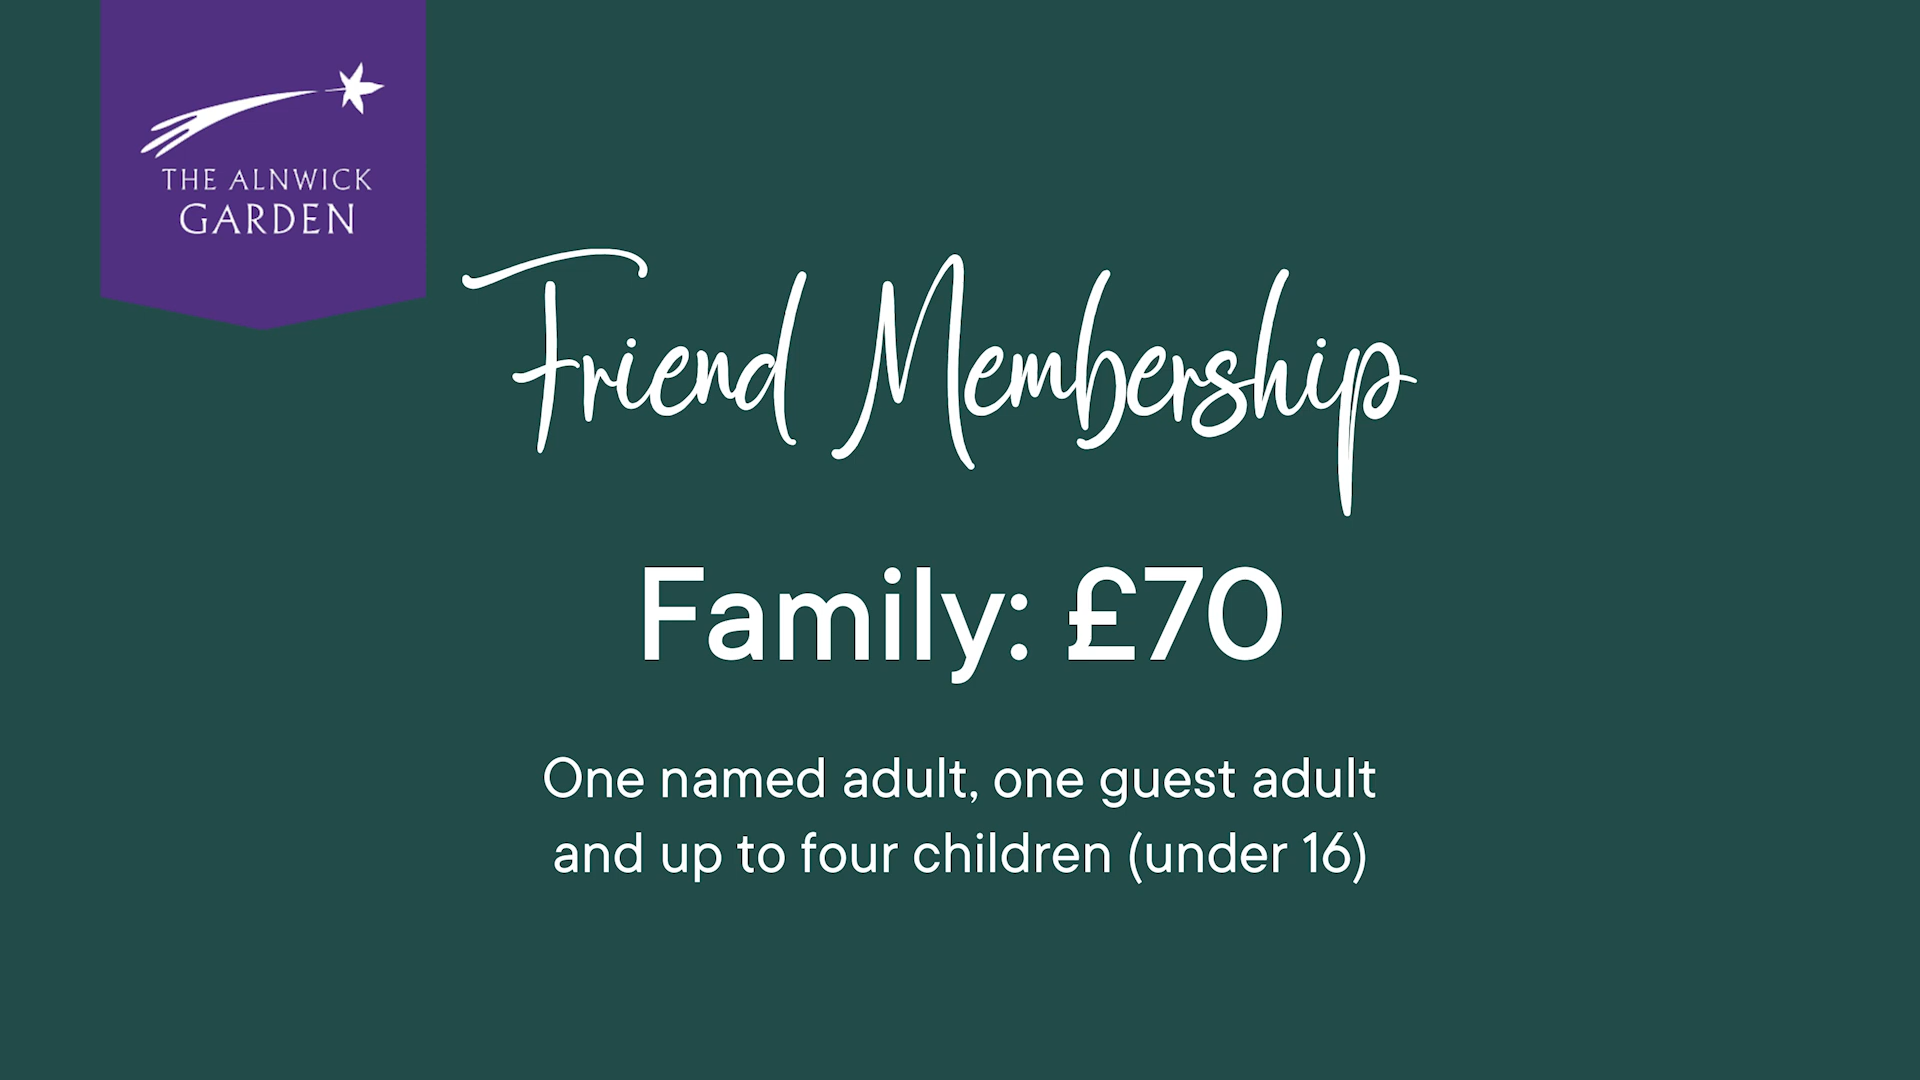 THE ALNWICK
GARDEN
Friend Membership
Family: £70
One named adult, one guest adult
and up to four children (under 16)